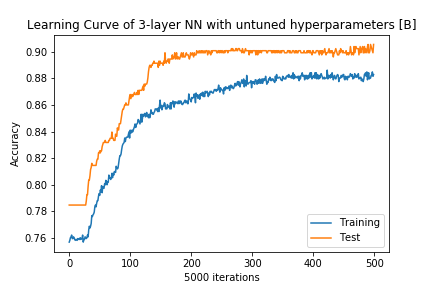 Learning Curve of 3-layer NN with untuned hyperparameters [B]
0.90
0.88
0.86
0.84
0.82
0.80
0.78
0.76
Accuracy
Training
Test
0
100
200
300
400
500
5000 iterations